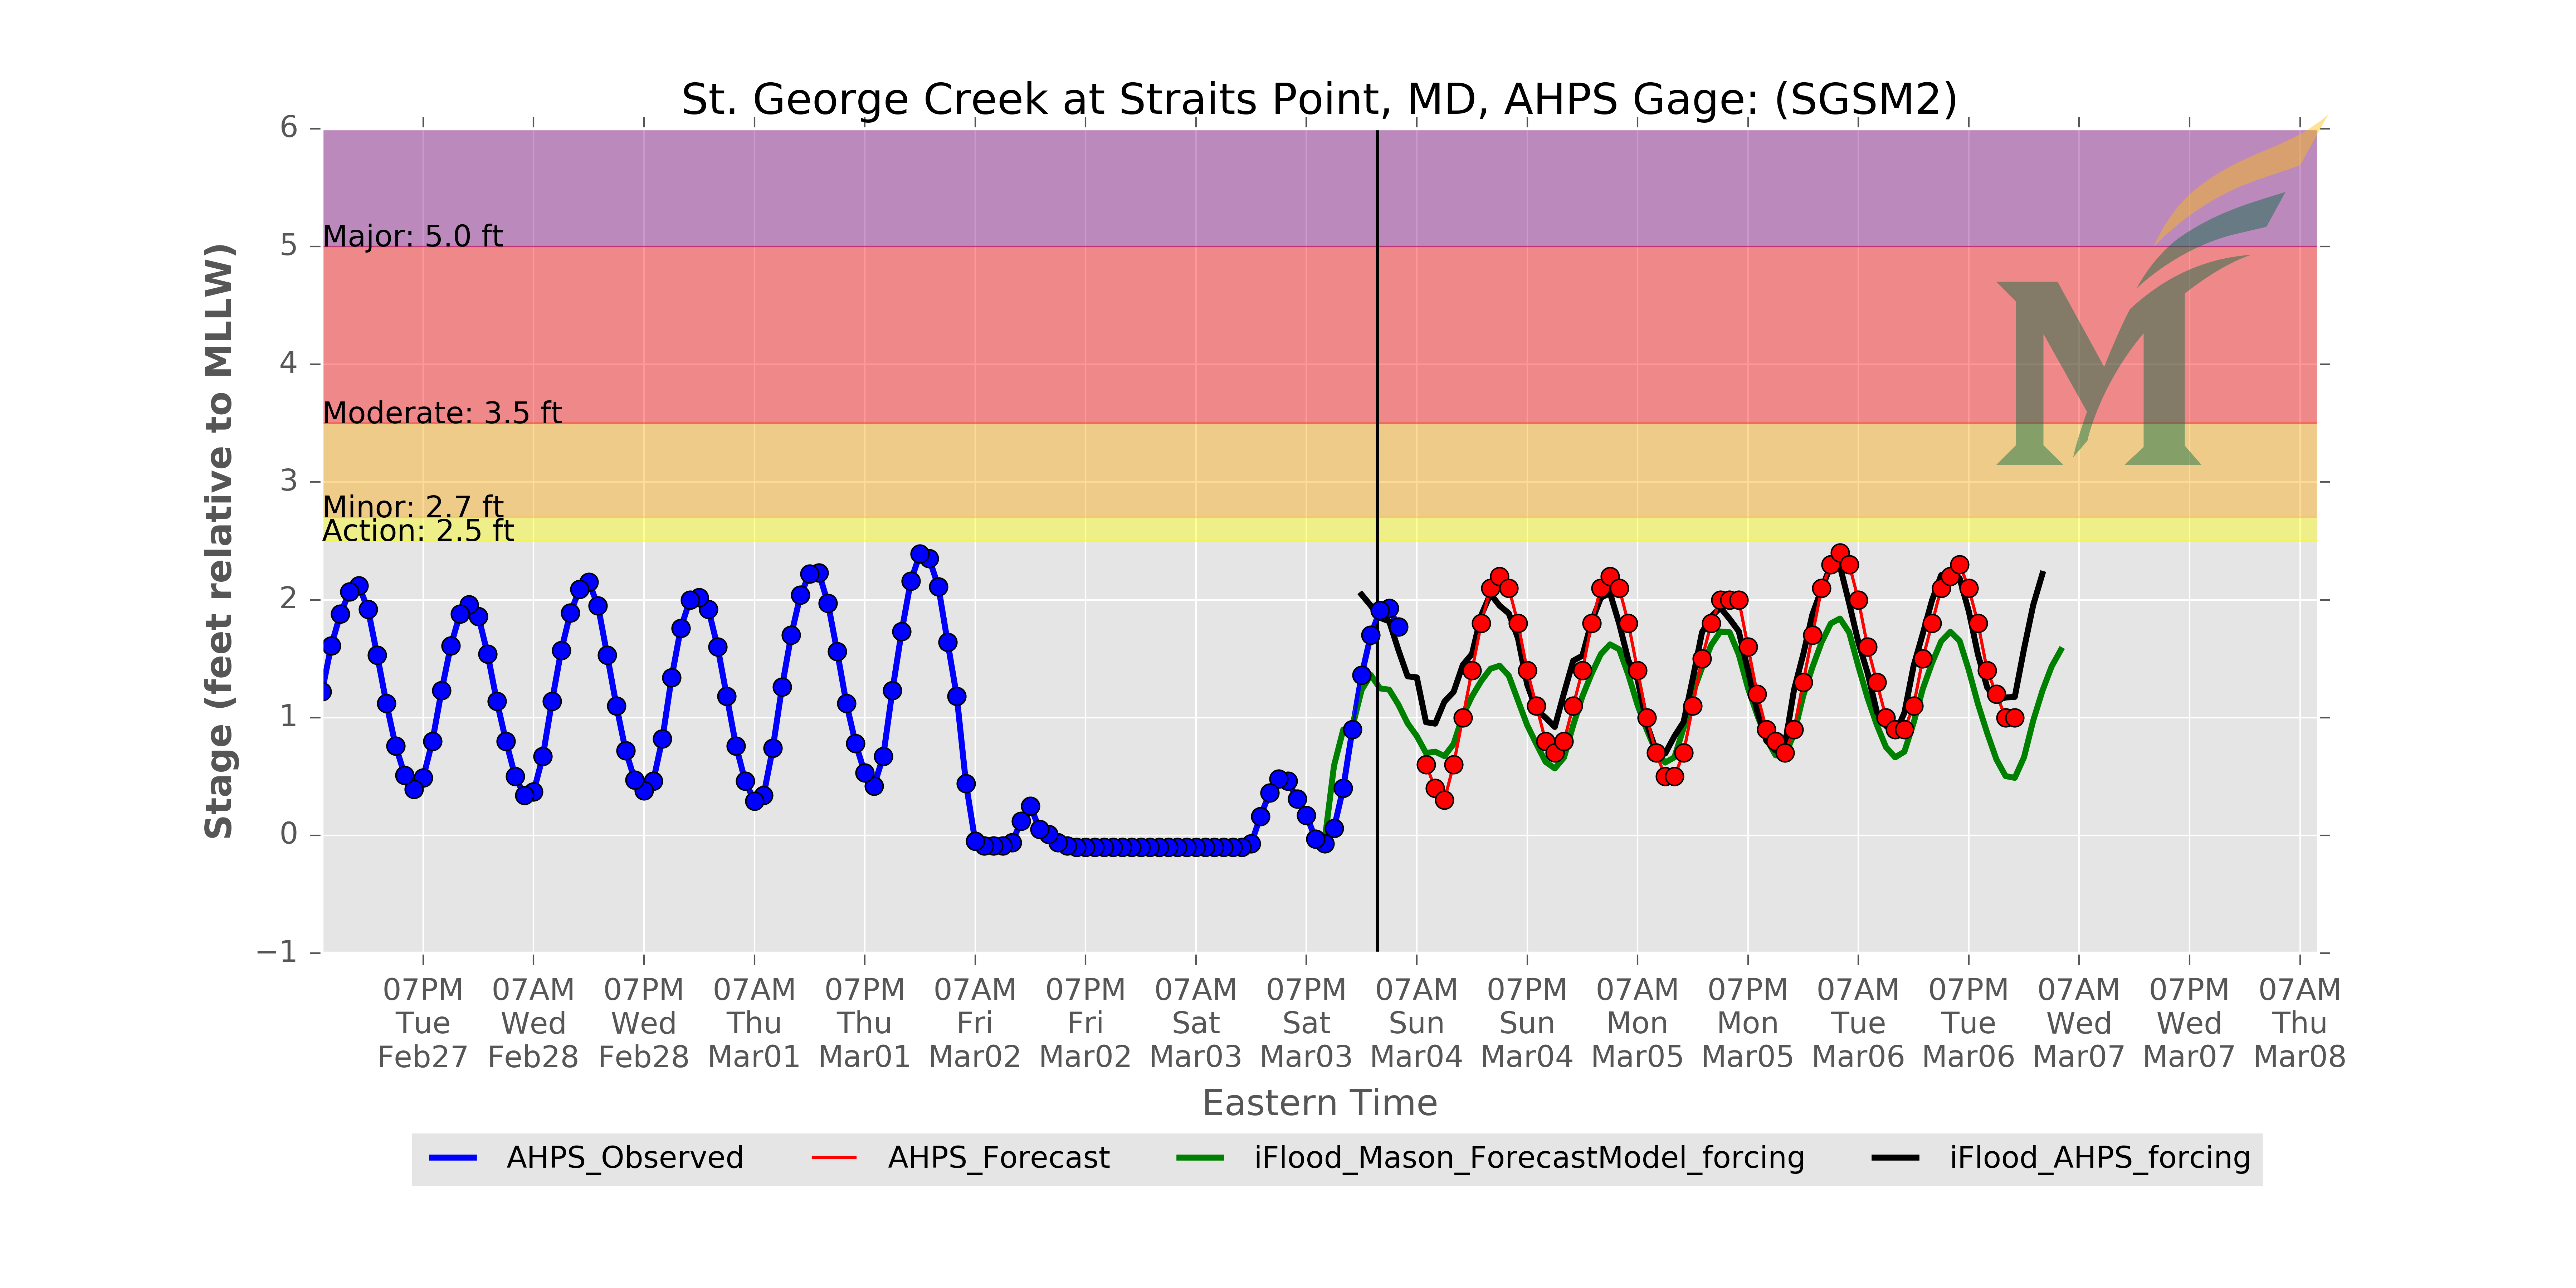 St. George Creek at Straits Point, MD, AHPS Gage: (SGSM2)
6
5
4
3
2
1
0
−1
Stage (feet relative to MLLW)
Major: 5.0 ft
Moderate: 3.5 ft
Minor: 2.7 ft
Action: 2.5 ft
M
07PM 07AM 07PM 07AM 07PM 07AM 07PM 07AM 07PM 07AM 07PM 07AM 07PM 07AM 07PM 07AM 07PM 07AM
Tue Wed Wed Thu Thu Fri Fri Sat Sat Sun Sun Mon Mon Tue Tue Wed Wed Thu
Feb27 Feb28 Feb28 Mar01 Mar01 Mar02 Mar02 Mar03 Mar03 Mar04 Mar04 Mar05 Mar05 Mar06 Mar06 Mar07 Mar07 Mar08
Eastern Time
AHPS_Observed AHPS_Forecast iFlood_Mason_ForecastModel_forcing iFlood_AHPS_forcing